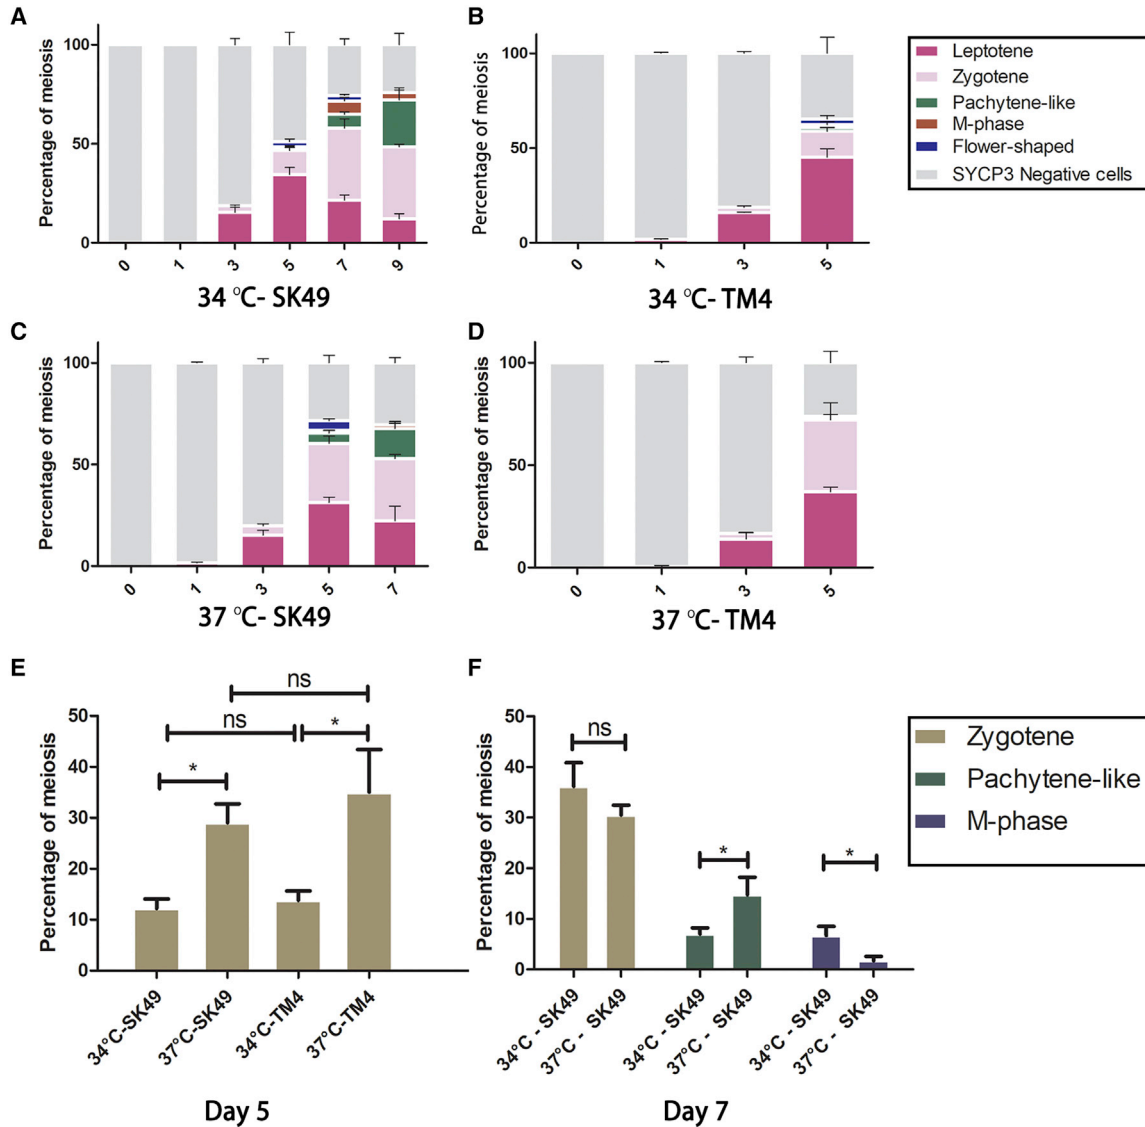 A
Percentage of meiosis
100
50
0
0 1 3 5 7 9
34 °C- SK49
B
Percentage of meiosis
100
50
0
0 1 3 5
34 °C- TM4
Leptotene
Zygotene
Pachytene-like
M-phase
Flower-shaped
SYCP3 Negative cells
C
Percentage of meiosis
100
50
0
0 1 3 5 7
37 °C- SK49
D
Percentage of meiosis
100
50
0
0 1 3 5
37 °C- TM4
E
Percentage of meiosis
50
40
30
20
10
0
ns
ns
*
*
34°C-SK49
37°C-SK49
34°C-TM4
37°C-TM4
Day 5
F
Percentage of meiosis
50
40
30
20
10
0
ns
*
*
34°C - SK49
37°C - SK49
34°C - SK49
37°C - SK49
34°C - SK49
37°C - SK49
Day 7
Zygotene
Pachytene-like
M-phase